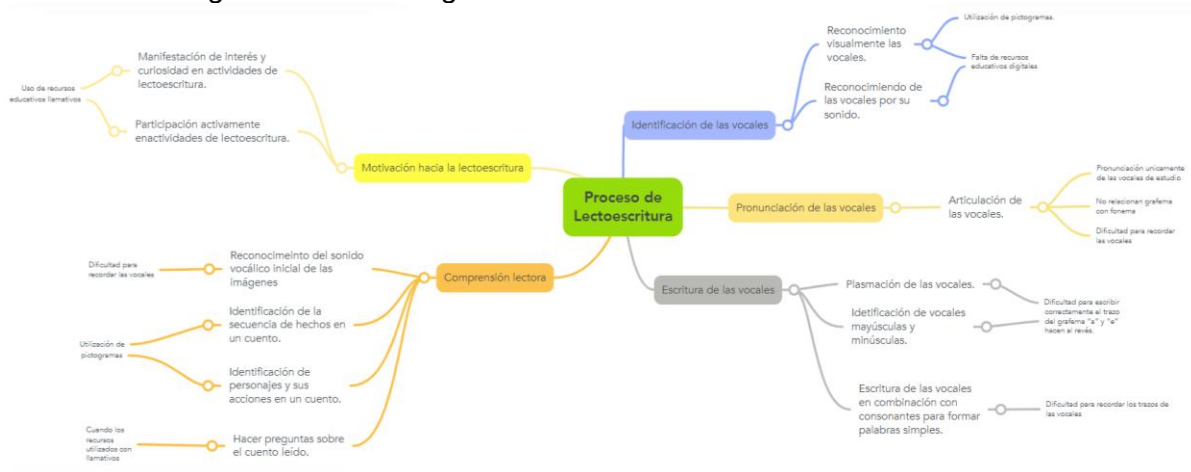 Manifestación de interés y
curiosidad en actividades de
lectoescritura.
Uso de recursos
educativos llamativos
Participación activamente
enactividades de lectoescritura.
Motivación hacia la lectoescritura
Proceso de
Lectoescritura
Identificación de las vocales
Reconocimiento
visualmente las
vocales.
Utilización de pictogramas.
Falta de recursos
educativos digitales
Reconocimiendo de
las vocales por su
sonido.
Pronunciación de las vocales
Articulación de
las vocales.
Pronunciación unicamente
de las vocales de estudio
No relacionan grafema
con fonema
Dificultad para recordar
las vocales
Comprensión lectora
Reconocimeinto del sonido
vocálico inicial de las
imágenes
Dificultad para
recordar las vocales
Identificación de la
secuencia de hechos en
un cuento.
Utilización de
pictogramas
Identificación de
personajes y sus
acciones en un cuento.
Hacer preguntas sobre
el cuento leído.
Cuando los
recursos
utilizados con
llamativos
Escritura de las vocales
Plasmación de las vocales.
Idetificación de vocales
mayúsculas y
minúsculas.
Dificultad para escribir
correctamente el trazo
del grafema "a" y "e"
hacen al revés.
Escritura de las vocales
en combinación con
consonantes para formar
palabras simples.
Dificultad para recordar los trazos de
las vocales